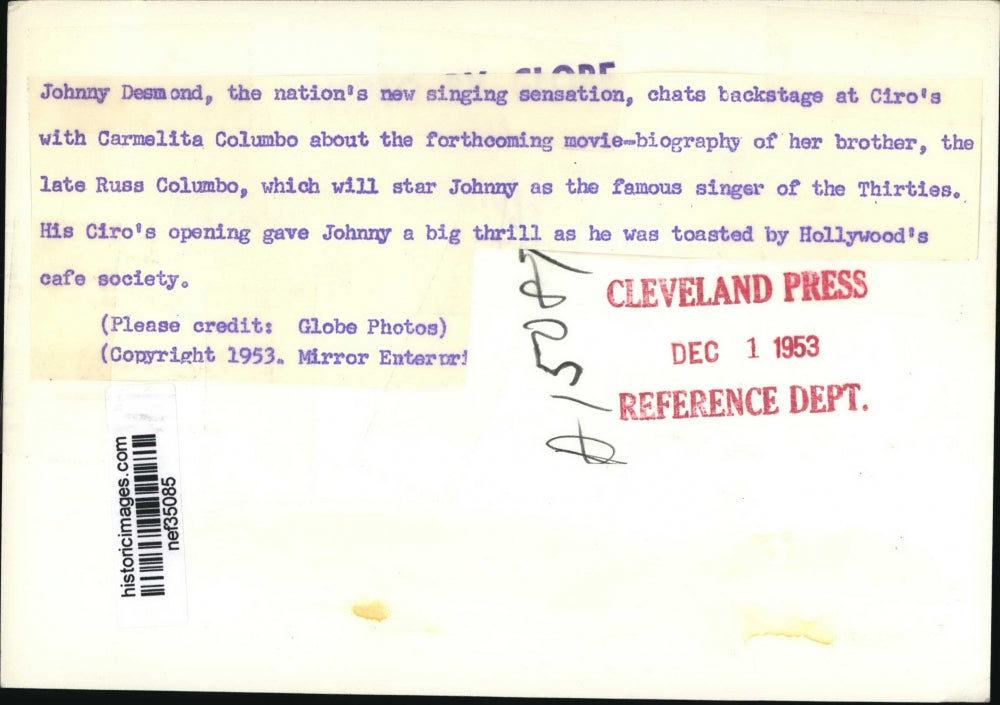 GLOBE
Johnny Desmond, the nation's new singing sensation, chats backstage at Ciro's
with Carmelita Columbo about the forthcoming movie-biography of her brother, the
late Russ Columbo, which will star Johnny as the famous singer of the Thirties.
His Ciro's opening gave Johnny a big thrill as he was toasted by Hollywood's
cafe society.
(Please credit: Globe Photos)
(Copyright 1953. Mirror Enterpri
CLEVELAND PRESS
DEC 1 1953
REFERENCE DEPT.
historicimages.com
nef35085